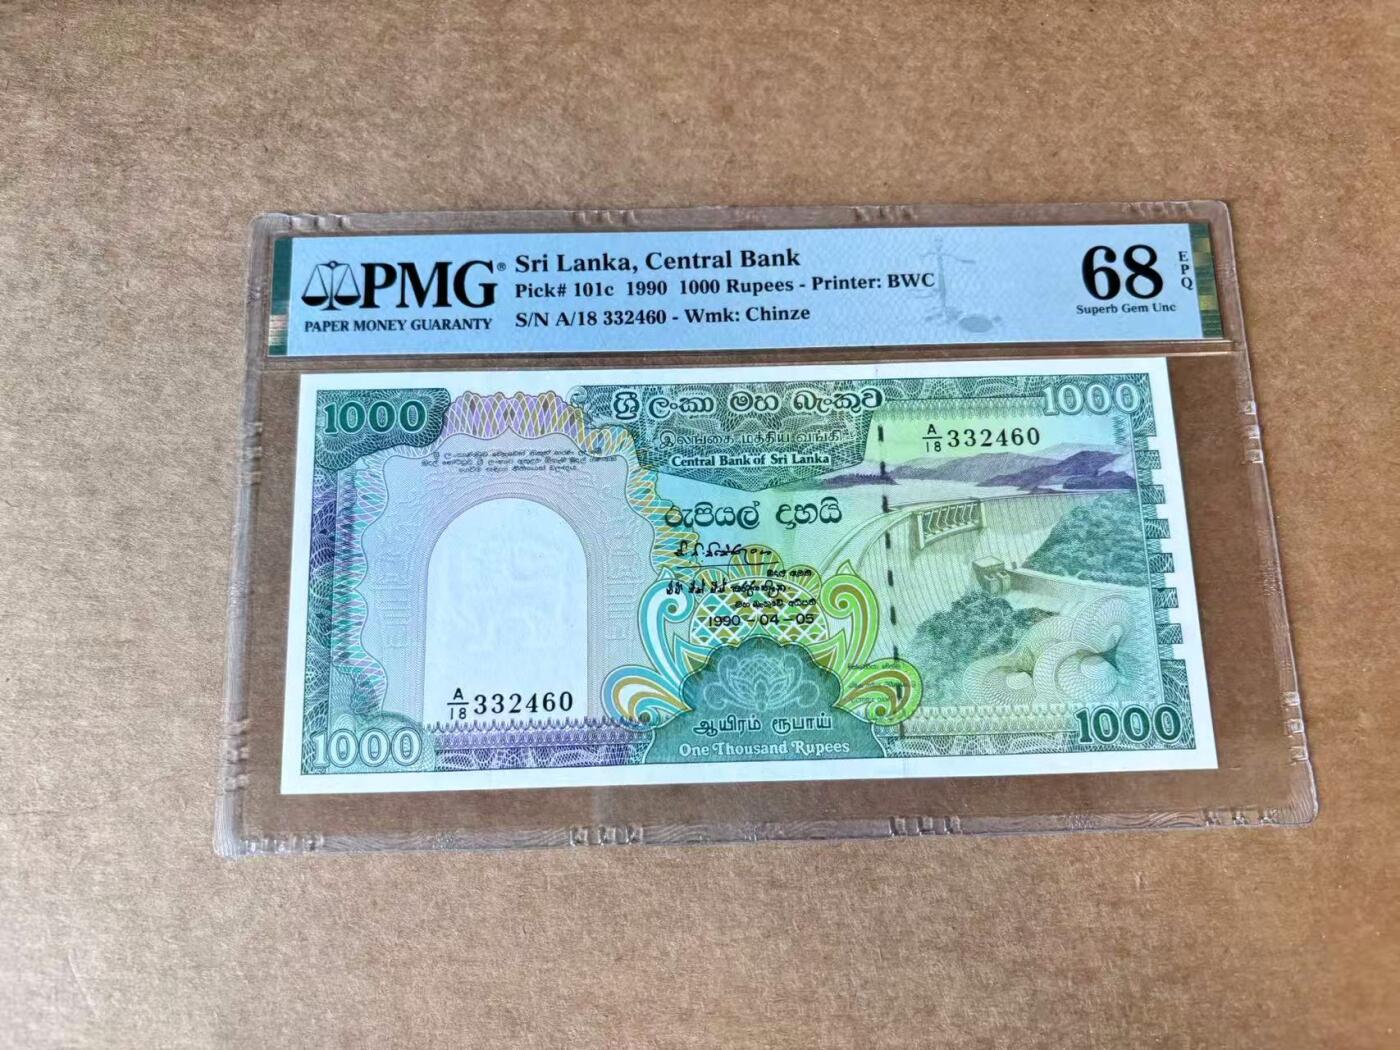 PMG®
PAPER MONEY GUARANTY
Sri Lanka, Central Bank
Pick# 101c 1990 1000 Rupees - Printer: BWC
S/N A/18 332460 - Wmk: Chinze
68
EPQ
Superb Gem Unc
1000
ශ්‍රී ලංකා මහ බැංකුව
1000
இலங்கை மத்திய வங்கி
Central Bank of Sri Lanka
A/18 332460
රුපියල් දාහයි
1990-04-05
A/18 332460
1000
ஆயிரம் ரூபாய்
One Thousand Rupees
1000